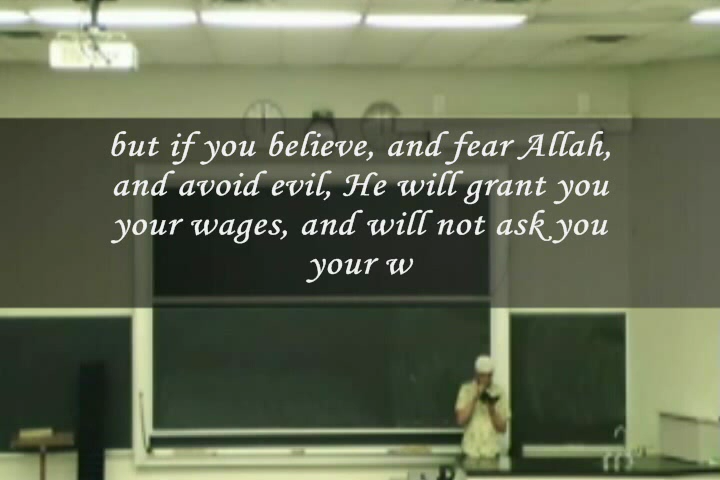 but if you believe, and fear Allah,
and avoid evil, He will grant you
your wages, and will not ask you
your w